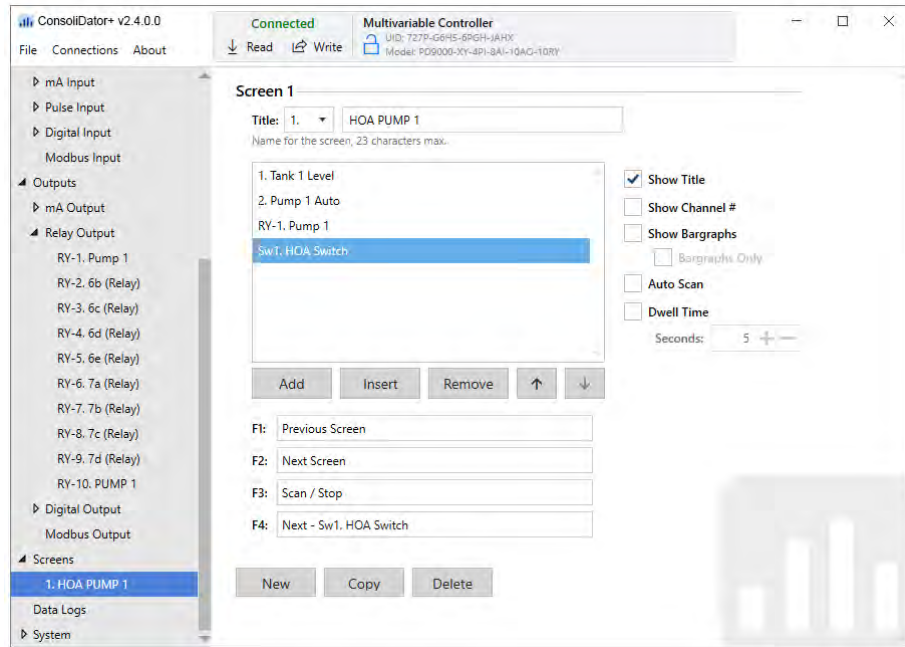 ConsoliDator+ v2.4.0.0
File Connections About
Connected
Read Write
Multivariable Controller
UID: 727P-G6H5-6PGH-JAHX
Model: PD9000-XY-4PI-8AI-10AO-10RY
mA Input
Pulse Input
Digital Input
Modbus Input
Outputs
mA Output
Relay Output
RY-1. Pump 1
RY-2. 6b (Relay)
RY-3. 6c (Relay)
RY-4. 6d (Relay)
RY-5. 6e (Relay)
RY-6. 7a (Relay)
RY-7. 7b (Relay)
RY-8. 7c (Relay)
RY-9. 7d (Relay)
RY-10. PUMP 1
Digital Output
Modbus Output
Screens
1. HOA PUMP 1
Data Logs
System
Screen 1
Title: 1. HOA PUMP 1
Name for the screen, 23 characters max.
1. Tank 1 Level
2. Pump 1 Auto
RY-1. Pump 1
Sw1. HOA Switch
Show Title
Show Channel #
Show Bargraphs
Bargraphs Only
Auto Scan
Dwell Time
Seconds: 5
Add Insert Remove
F1: Previous Screen
F2: Next Screen
F3: Scan / Stop
F4: Next - Sw1. HOA Switch
New Copy Delete